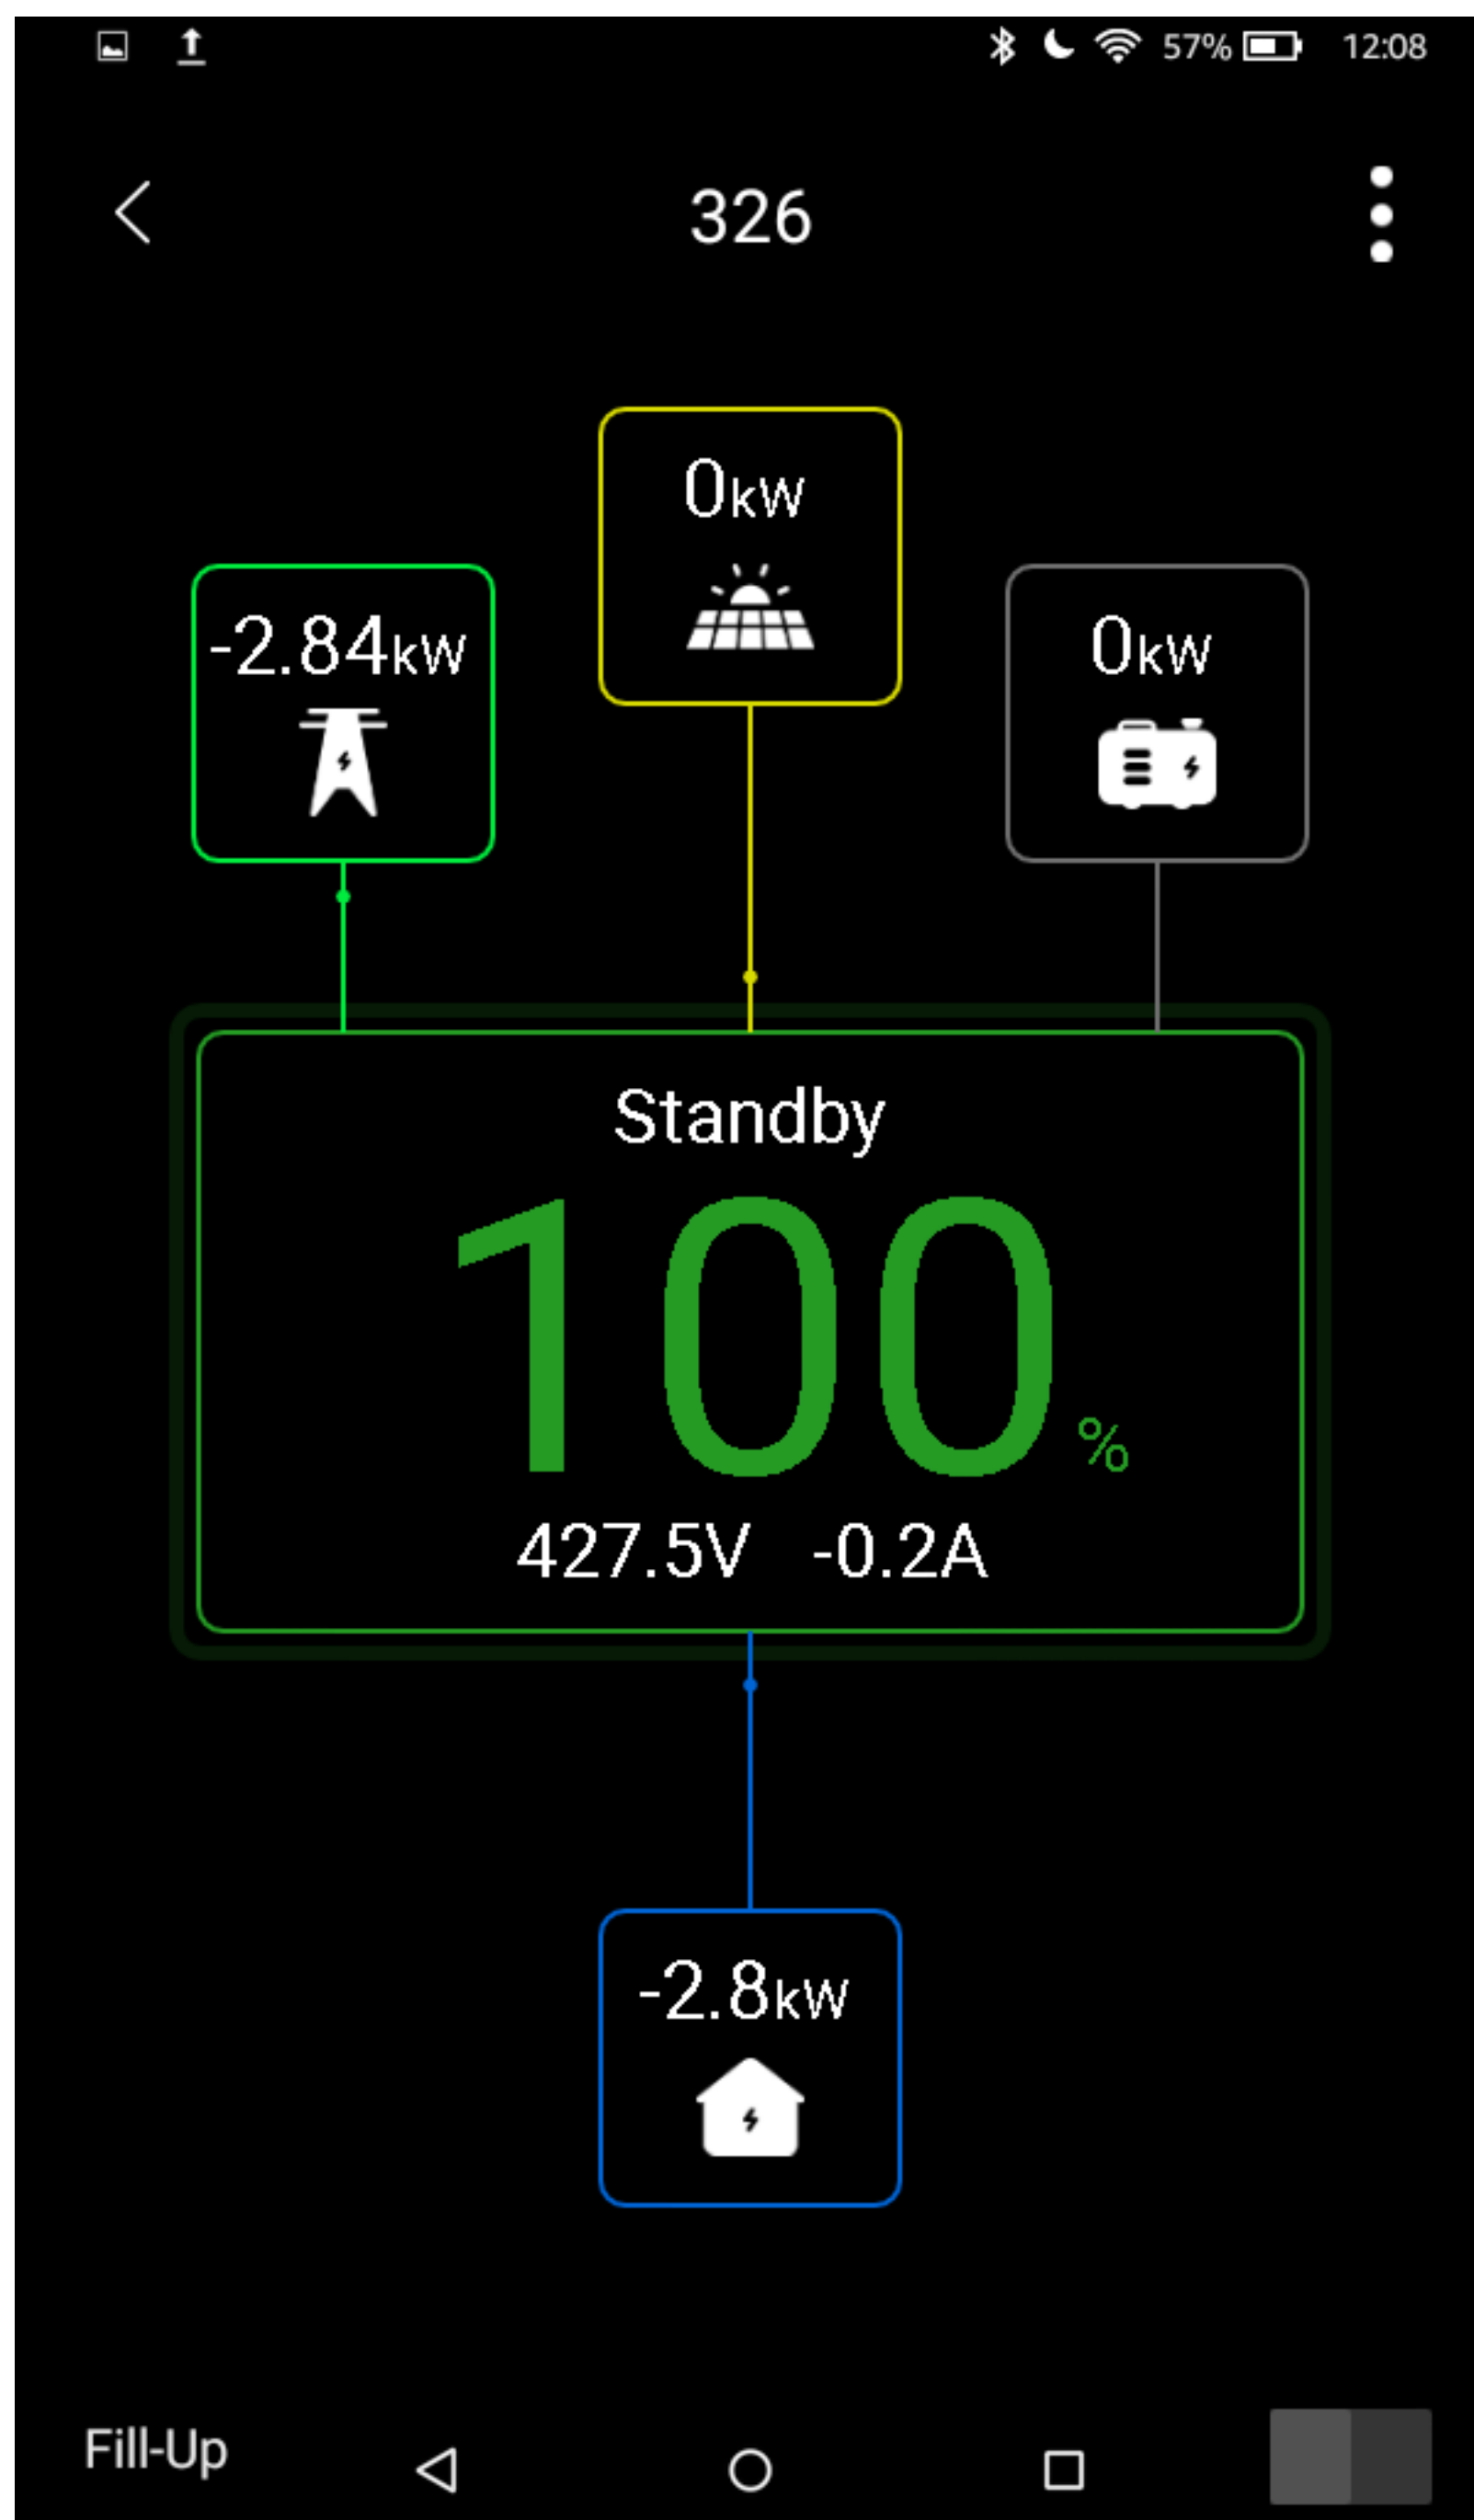 57% 12:08
326
0kW
-2.84kW 0kW
Standby
100%
427.5V -0.2A
-2.8kW
Fill-Up